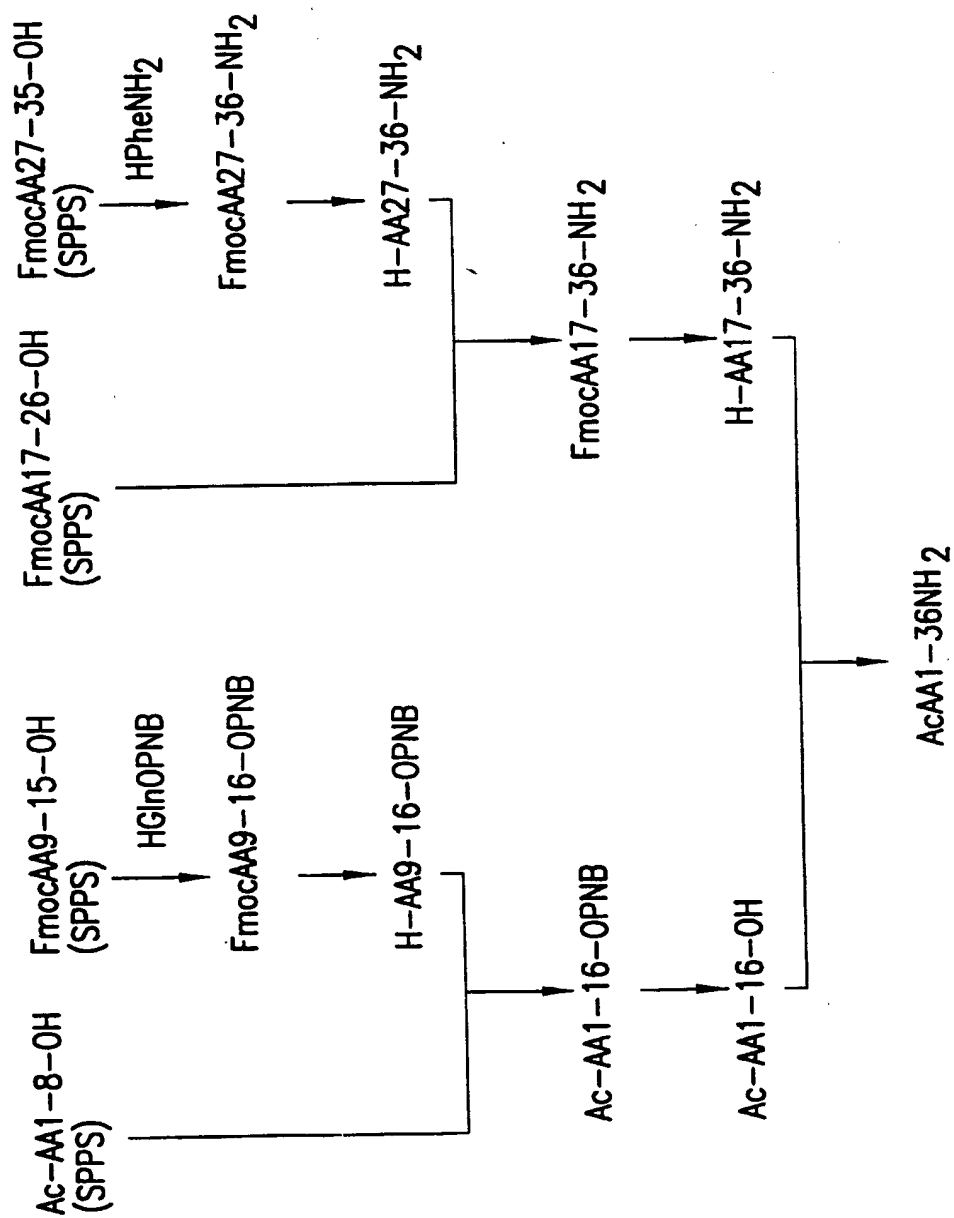 Ac-AA1-8-OH
(SPPS)
FmocAA9-15-OH
(SPPS)
HGlnOPNB
FmocAA9-16-OPNB
H-AA9-16-OPNB
Ac-AA1-16-OPNB
Ac-AA1-16-OH
FmocAA17-26-OH
(SPPS)
FmocAA27-35-OH
(SPPS)
HPheNH2
FmocAA27-36-NH2
H-AA27-36-NH2
FmocAA17-36-NH2
H-AA17-36-NH2
AcAA1-36NH2